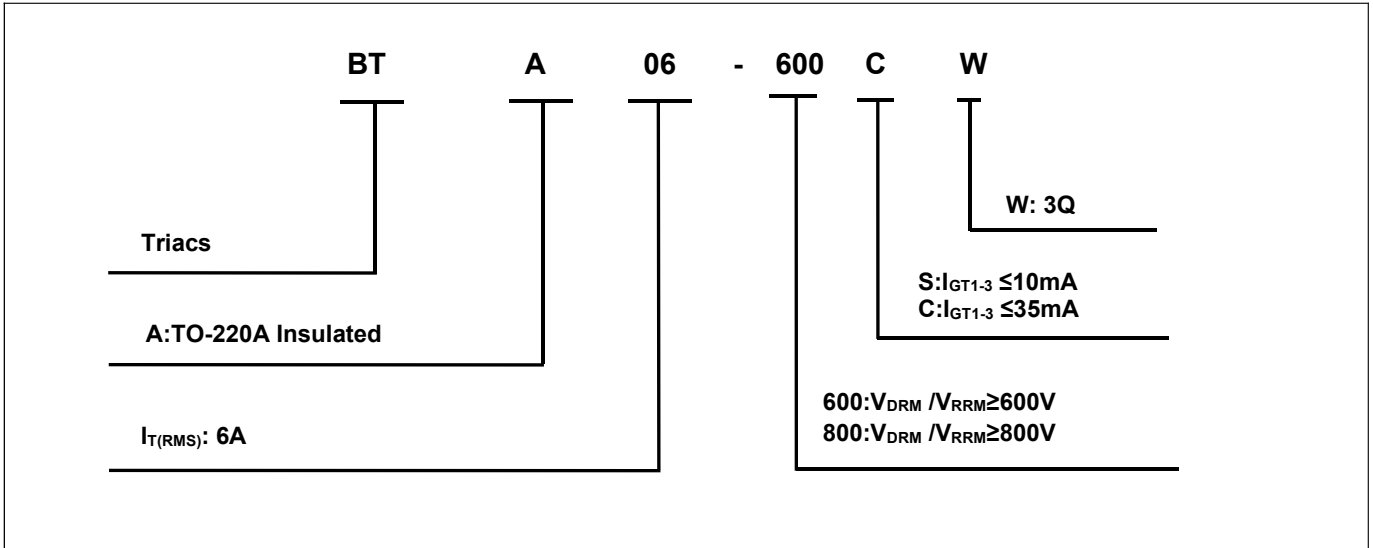 BT A 06 - 600 C W
W: 3Q
Triacs
S:IGT1-3 ≤10mA
C:IGT1-3 ≤35mA
A:TO-220A Insulated
600:VDRM /VRRM≥600V
800:VDRM /VRRM≥800V
IT(RMS): 6A